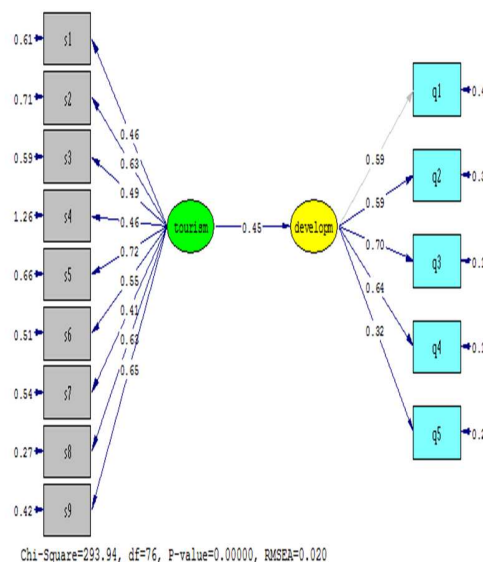 0.61 s1
0.71 s2
0.59 s3
1.26 s4
0.66 s5
0.51 s6
0.54 s7
0.27 s8
0.42 s9
0.46
0.63
0.49
0.46
0.72
0.55
0.41
0.63
0.65
tourism
0.45
developm
0.59
0.59
0.70
0.64
0.32
q1
q2
q3
q4
q5
Chi-Square=293.94, df=76, P-value=0.00000, RMSEA=0.020